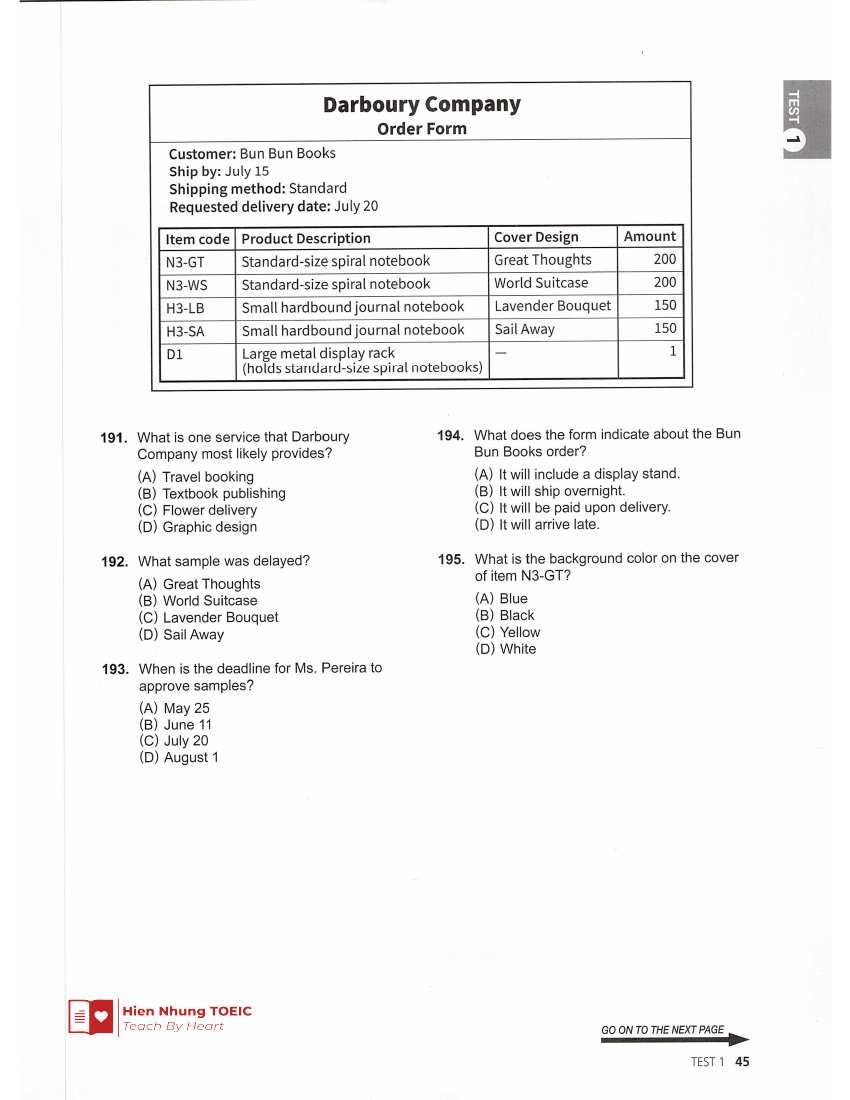 TEST 1
Darboury Company
Order Form
Customer: Bun Bun Books
Ship by: July 15
Shipping method: Standard
Requested delivery date: July 20
Item code Product Description Cover Design Amount
N3-GT Standard-size spiral notebook Great Thoughts 200
N3-WS Standard-size spiral notebook World Suitcase 200
H3-LB Small hardbound journal notebook Lavender Bouquet 150
H3-SA Small hardbound journal notebook Sail Away 150
D1 Large metal display rack — 1
(holds standard-size spiral notebooks)
191. What is one service that Darboury
Company most likely provides?
(A) Travel booking
(B) Textbook publishing
(C) Flower delivery
(D) Graphic design
192. What sample was delayed?
(A) Great Thoughts
(B) World Suitcase
(C) Lavender Bouquet
(D) Sail Away
193. When is the deadline for Ms. Pereira to
approve samples?
(A) May 25
(B) June 11
(C) July 20
(D) August 1
194. What does the form indicate about the Bun
Bun Books order?
(A) It will include a display stand.
(B) It will ship overnight.
(C) It will be paid upon delivery.
(D) It will arrive late.
195. What is the background color on the cover
of item N3-GT?
(A) Blue
(B) Black
(C) Yellow
(D) White
Hien Nhung TOEIC
Teach By Heart
GO ON TO THE NEXT PAGE
TEST 1 45